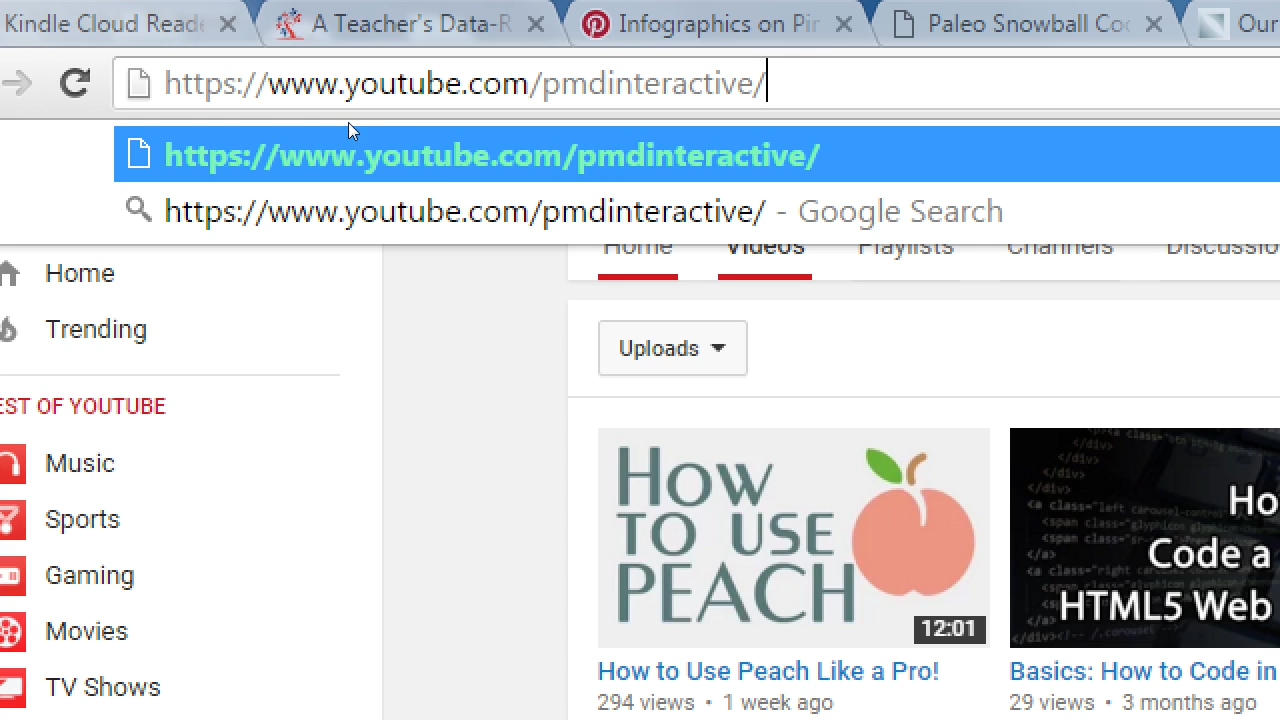 Kindle Cloud Reade
A Teacher's Data-R
Infographics on Pin
Paleo Snowball Coo
Our
https://www.youtube.com/pmdinteractive/
https://www.youtube.com/pmdinteractive/
https://www.youtube.com/pmdinteractive/ - Google Search
Home Videos Playlists Channels Discussio
Home
Trending
EST OF YOUTUBE
Music
Sports
Gaming
Movies
TV Shows
Uploads
HOW
TO USE
PEACH
12:01
How to Use Peach Like a Pro!
294 views • 1 week ago
Ho
Code a
HTML5 Web
Basics: How to Code in
29 views • 3 months ago